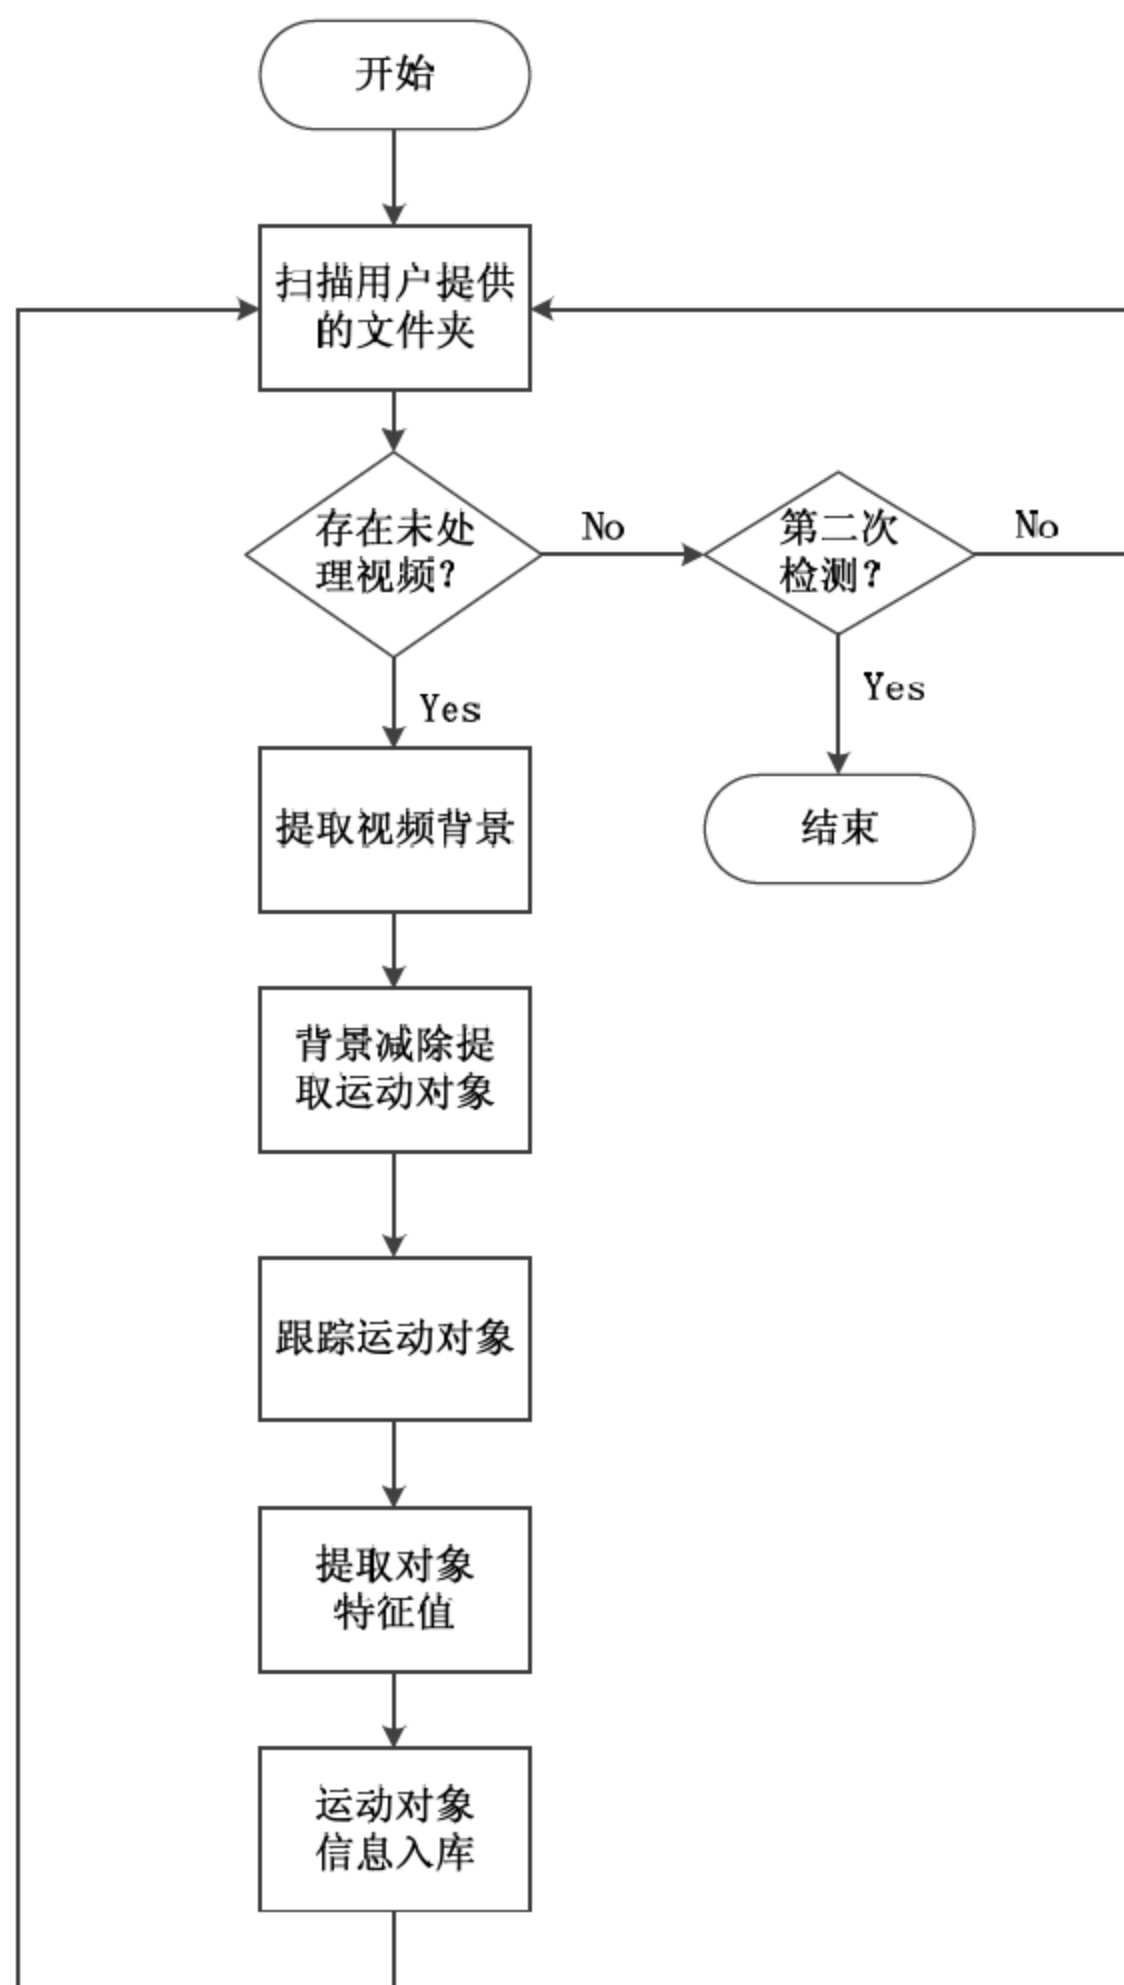 开始
扫描用户提供
的文件夹
存在未处
理视频?
No
第二次
检测?
No
Yes
Yes
提取视频背景
结束
背景减除提
取运动对象
跟踪运动对象
提取对象
特征值
运动对象
信息入库